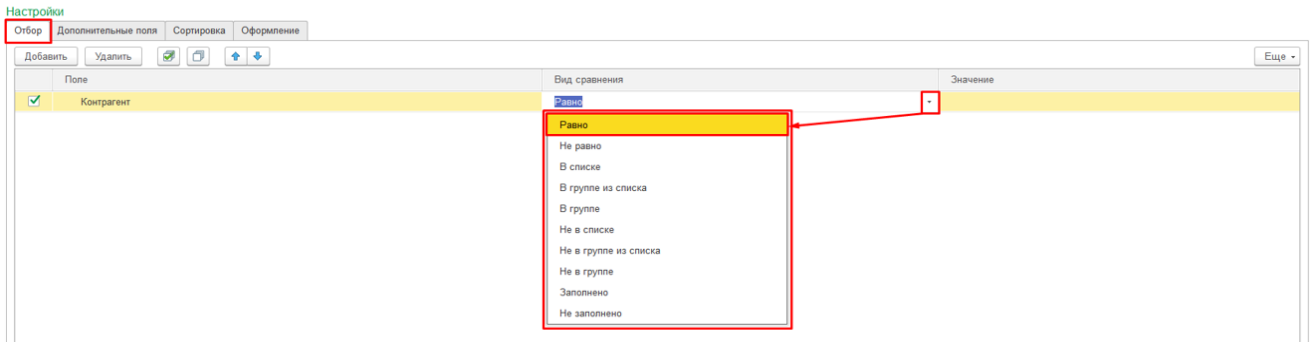 Настройки
Отбор Дополнительные поля Сортировка Оформление
Добавить Удалить Еще
Поле Вид сравнения Значение
Контрагент Равно
Равно
Не равно
В списке
В группе из списка
В группе
Не в списке
Не в группе из списка
Не в группе
Заполнено
Не заполнено